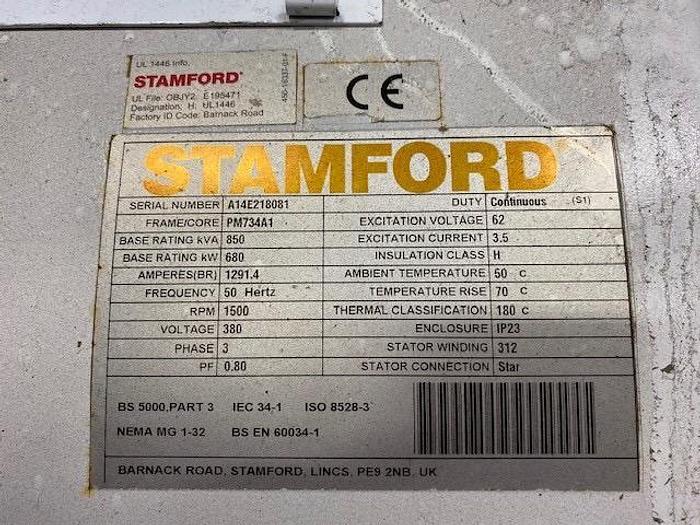 UL 1446 Info.
STAMFORD
UL File: OBJY2. E195471
Designation; H: UL1446
Factory ID Code: Barnack Road
450-16337-01-F
CE
STAMFORD
SERIAL NUMBER A14E218081 DUTY Continuous (S1)
FRAME/CORE PM734A1 EXCITATION VOLTAGE 62
BASE RATING kVA 850 EXCITATION CURRENT 3.5
BASE RATING kW 680 INSULATION CLASS H
AMPERES(BR) 1291.4 AMBIENT TEMPERATURE 50 C
FREQUENCY 50 Hertz TEMPERATURE RISE 70 C
RPM 1500 THERMAL CLASSIFICATION 180 C
VOLTAGE 380 ENCLOSURE IP23
PHASE 3 STATOR WINDING 312
PF 0.80 STATOR CONNECTION Star
BS 5000,PART 3 IEC 34-1 ISO 8528-3
NEMA MG 1-32 BS EN 60034-1
BARNACK ROAD, STAMFORD, LINCS, PE9 2NB. UK